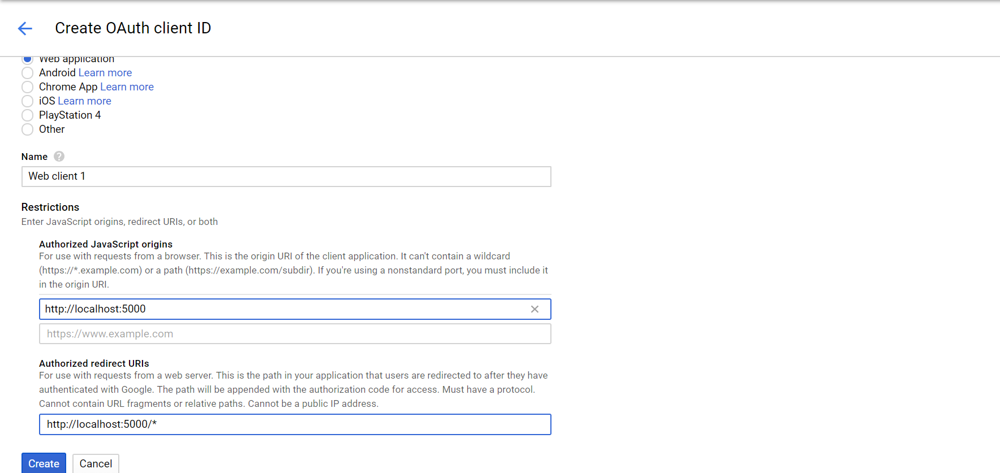 Create OAuth client ID
Web application
Android Learn more
Chrome App Learn more
iOS Learn more
PlayStation 4
Other
Name ?
Web client 1
Restrictions
Enter JavaScript origins, redirect URIs, or both
Authorized JavaScript origins
For use with requests from a browser. This is the origin URI of the client application. It can't contain a wildcard
(https://*.example.com) or a path (https://example.com/subdir). If you're using a nonstandard port, you must include it
in the origin URI.
http://localhost:5000
https://www.example.com
Authorized redirect URIs
For use with requests from a web server. This is the path in your application that users are redirected to after they have
authenticated with Google. The path will be appended with the authorization code for access. Must have a protocol.
Cannot contain URL fragments or relative paths. Cannot be a public IP address.
http://localhost:5000/*
Create Cancel